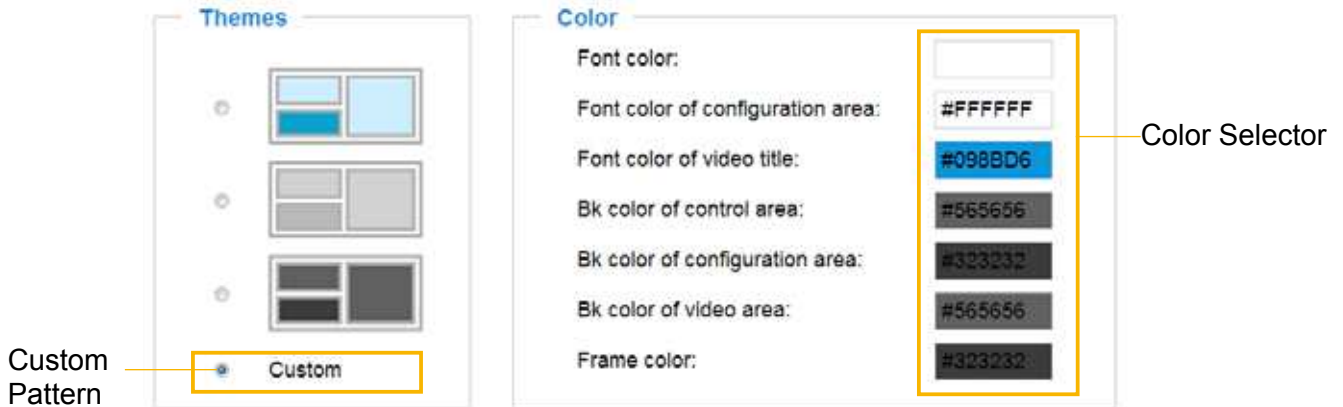 Themes
Color
Font color:
Font color of configuration area: #FFFFFF
Font color of video title: #098BD6
Bk color of control area: #565656
Bk color of configuration area: #323232
Bk color of video area: #565656
Frame color: #323232
Color Selector
Custom
Pattern
Custom